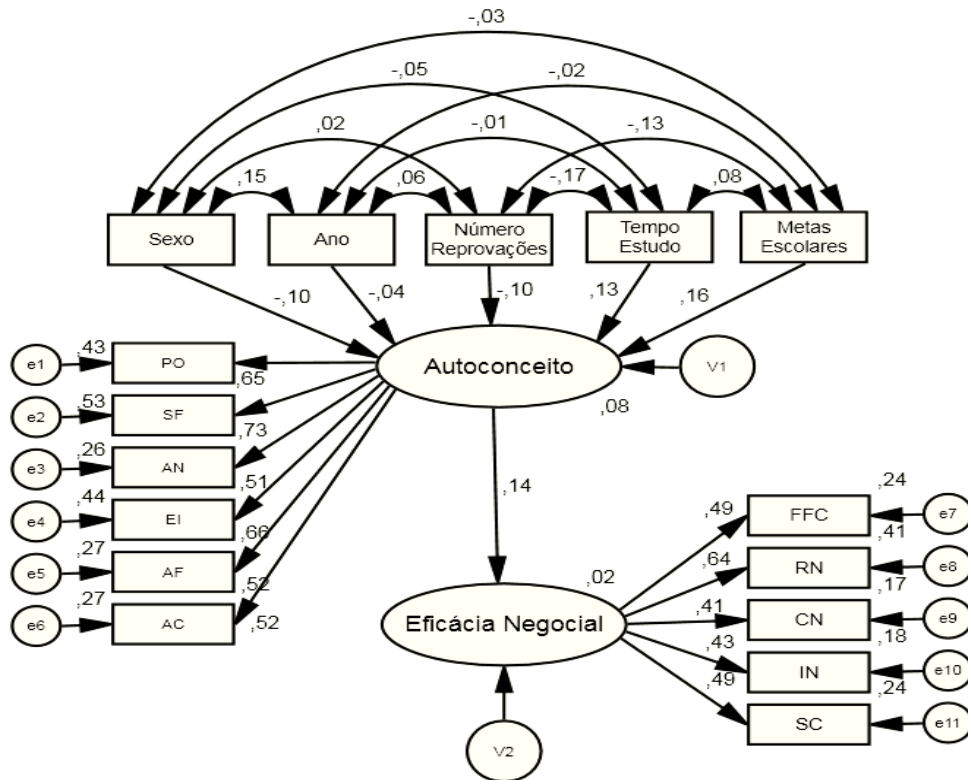 -,03
-,05
-,02
,02
-,01
-,13
,15
,06
-,17
,08
Sexo
Ano
Número
Reprovações
Tempo
Estudo
Metas
Escolares
-,10
-,04
-,10
,13
,16
e1
,43
PO
,65
Autoconceito
V1
,08
e2
,53
SF
,73
e3
,26
AN
,51
e4
,44
EI
,66
e5
,27
AF
,52
e6
,27
AC
,52
,14
,02
Eficácia Negocial
V2
,49
FFC
,24
e7
,64
RN
,41
e8
,41
CN
,17
e9
,43
IN
,18
e10
,49
SC
,24
e11